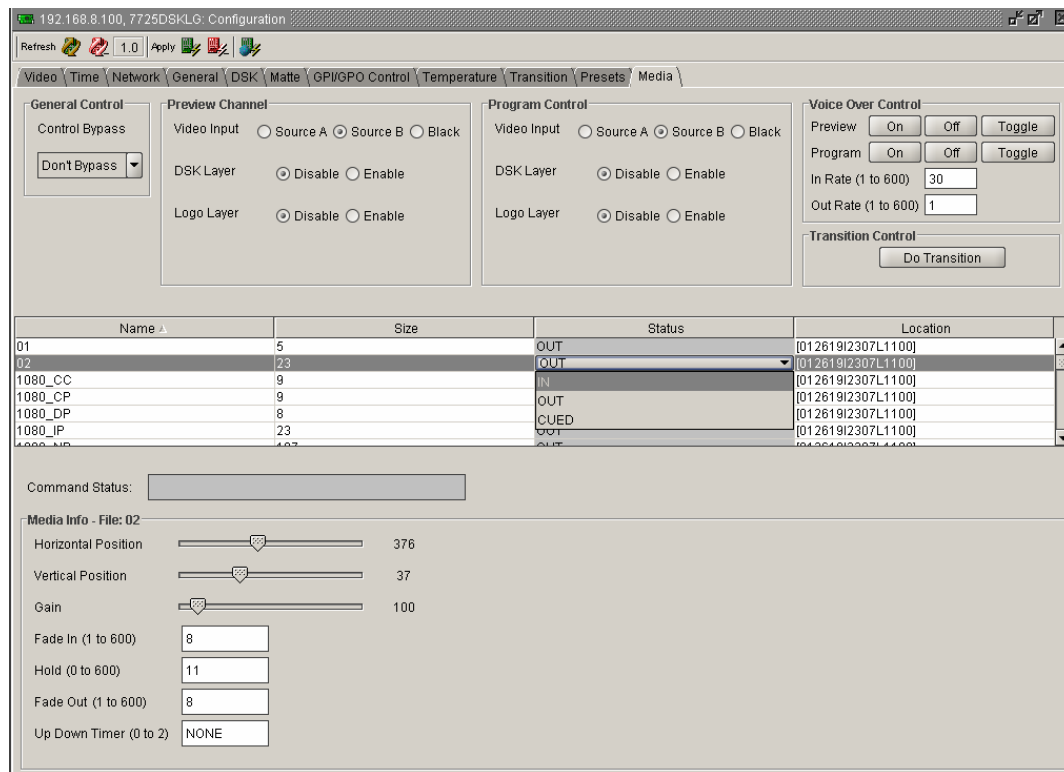 192.168.8.100, 7725DSKLG: Configuration
Refresh 1.0 Apply
Video Time Network General DSK Matte GPI/GPO Control Temperature Transition Presets Media
General Control
Control Bypass
Don't Bypass
Preview Channel
Video Input Source A Source B Black
DSK Layer Disable Enable
Logo Layer Disable Enable
Program Control
Video Input Source A Source B Black
DSK Layer Disable Enable
Logo Layer Disable Enable
Voice Over Control
Preview On Off Toggle
Program On Off Toggle
In Rate (1 to 600) 30
Out Rate (1 to 600) 1
Transition Control
Do Transition
Name Size Status Location
01 5 OUT [012619I2307L1100]
02 23 OUT [012619I2307L1100]
1080_CC 9 IN [012619I2307L1100]
1080_CP 9 OUT [012619I2307L1100]
1080_DP 8 CUED [012619I2307L1100]
1080_IP 23 OUT [012619I2307L1100]
Command Status:
Media Info - File: 02
Horizontal Position 376
Vertical Position 37
Gain 100
Fade In (1 to 600) 8
Hold (0 to 600) 11
Fade Out (1 to 600) 8
Up Down Timer (0 to 2) NONE